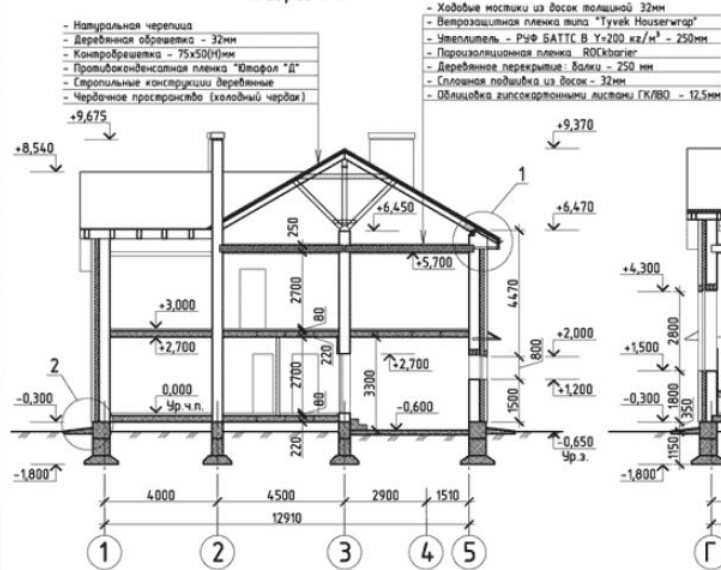 - Ходовые мостики из досок толщиной 32мм
- Ветрозащитная пленка типа "Tyvek Houserwrap"
- Утеплитель - РУФ БАТТС В Y=200 кг/м³ - 250мм
- Пароизоляционная пленка ROCKbarier
- Деревянное перекрытие: балки - 250 мм
- Сплошная подшивка из досок - 32мм
- Облицовка гипсокартонными листами ГКЛВО - 12,5мм
- Натуральная черепица
- Деревянная обрешетка - 32мм
- Контробрешетка - 75х50(Н)мм
- Противоконденсатная пленка "Ютафол "Д"
- Стропильные конструкции деревянные
- Чердачное пространство (холодный чердак)
+9,675
+9,370
+8,540
1
+6,450
+6,470
250
+5,700
2700
4470
+4,300
+3,000
80
+2,700
220
+2,000
800
2800
2700
3300
+2,700
+1,500
2
0,000
Ур.ч.п.
80
+1,200
1500
1800
-0,300
-0,600
-0,300
350
220
-0,650
Ур.з.
1150
-1,800
-1,800
4000
4500
2900
1510
12910
1
2
3
4
5
Г